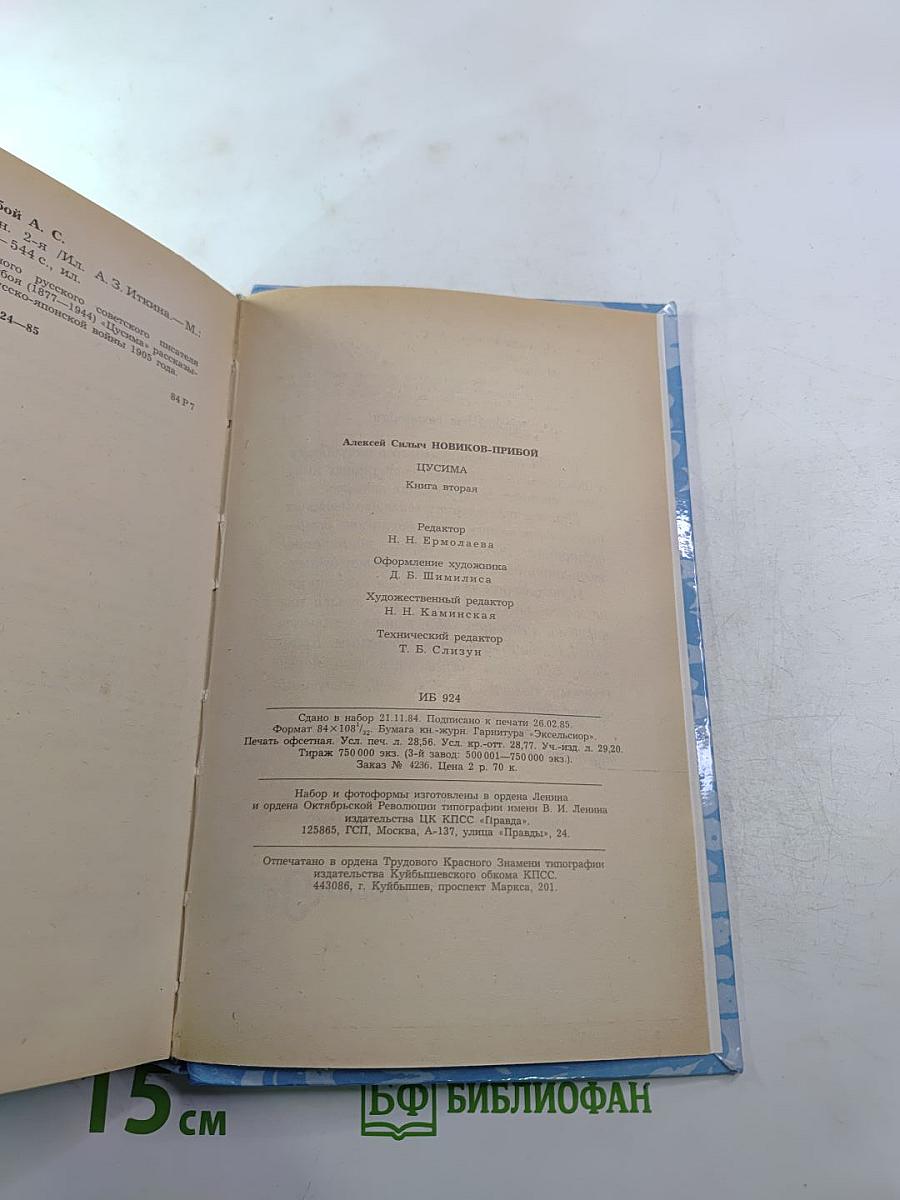 бой А. С.
н. 2-я /Ил. А. З. Иткина.— М.:
—544 с., ил.
ного русского советского писателя
боя (1877—1944) «Цусима» рассказы-
усско-японской войны 1905 года.
24—85
84 Р 7
Алексей Силыч НОВИКОВ-ПРИБОЙ
ЦУСИМА
Книга вторая
Редактор
Н. Н. Ермолаева
Оформление художника
Д. Б. Шимилиса
Художественный редактор
Н. Н. Каминская
Технический редактор
Т. Б. Слизун
ИБ 924
Сдано в набор 21.11.84. Подписано к печати 26.02.85.
Формат 84×108¹/₃₂. Бумага кн.-журн. Гарнитура «Эксельсиор».
Печать офсетная. Усл. печ. л. 28,56. Усл. кр.-отт. 28,77. Уч.-изд. л. 29,20.
Тираж 750 000 экз. (3-й завод: 500 001—750 000 экз.).
Заказ № 4236. Цена 2 р. 70 к.
Набор и фотоформы изготовлены в ордена Ленина
и ордена Октябрьской Революции типографии имени В. И. Ленина
издательства ЦК КПСС «Правда».
125865, ГСП, Москва, А-137, улица «Правды», 24.
Отпечатано в ордена Трудового Красного Знамени типографии
издательства Куйбышевского обкома КПСС.
443086, г. Куйбышев, проспект Маркса, 201.
15 см
БФ БИБЛИОФАН